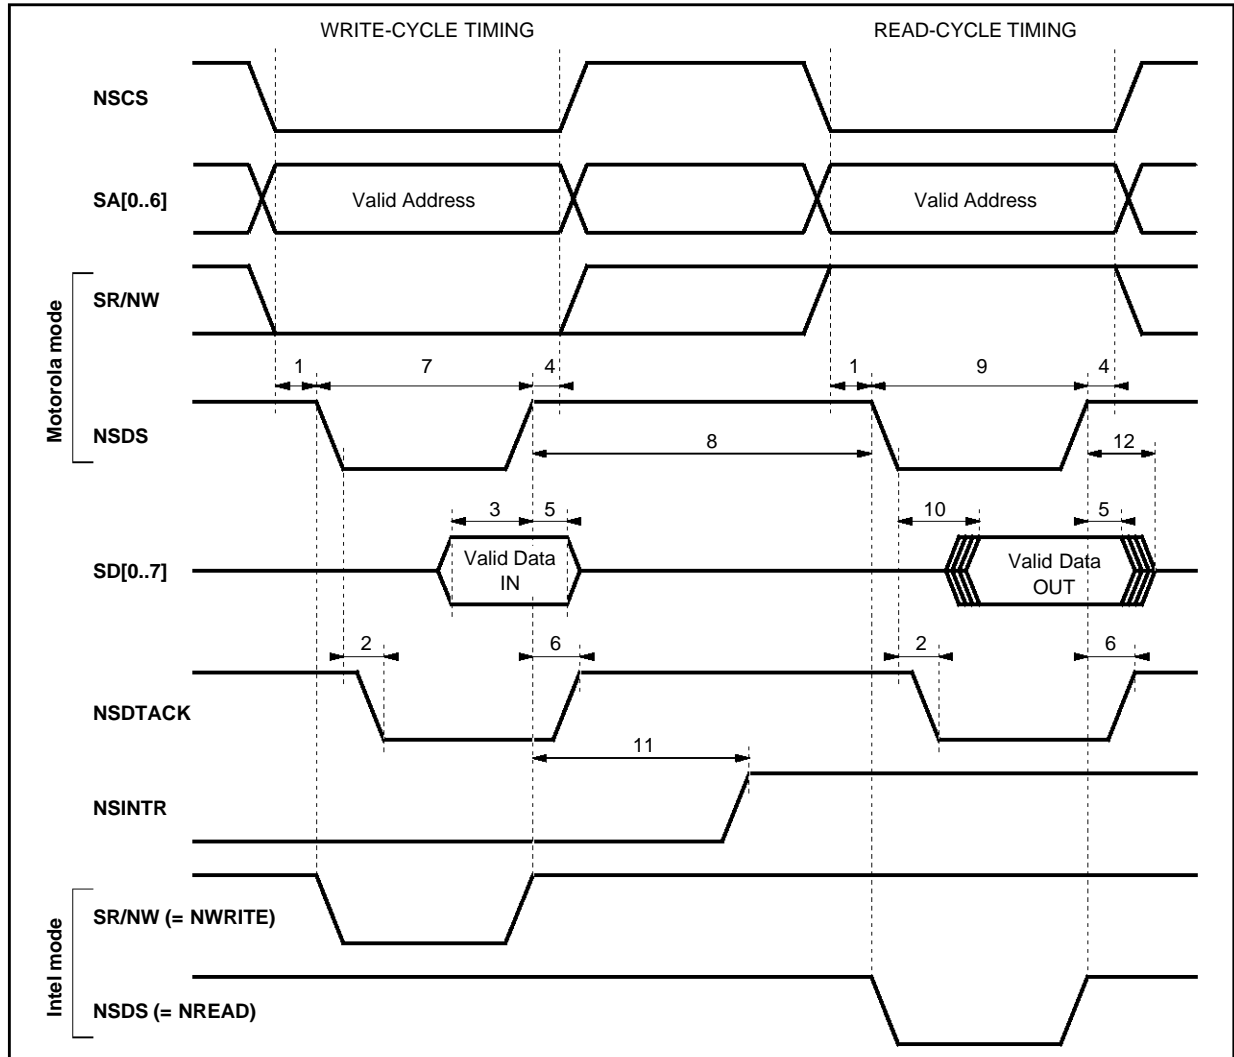 WRITE-CYCLE TIMING
READ-CYCLE TIMING
NSCS
SA[0..6]
Valid Address
Valid Address
Motorola mode
SR/NW
1
7
4
1
9
4
NSDS
8
12
3
5
10
5
SD[0..7]
Valid Data
IN
Valid Data
OUT
2
6
2
6
NSDTACK
11
NSINTR
Intel mode
SR/NW (= NWRITE)
NSDS (= NREAD)